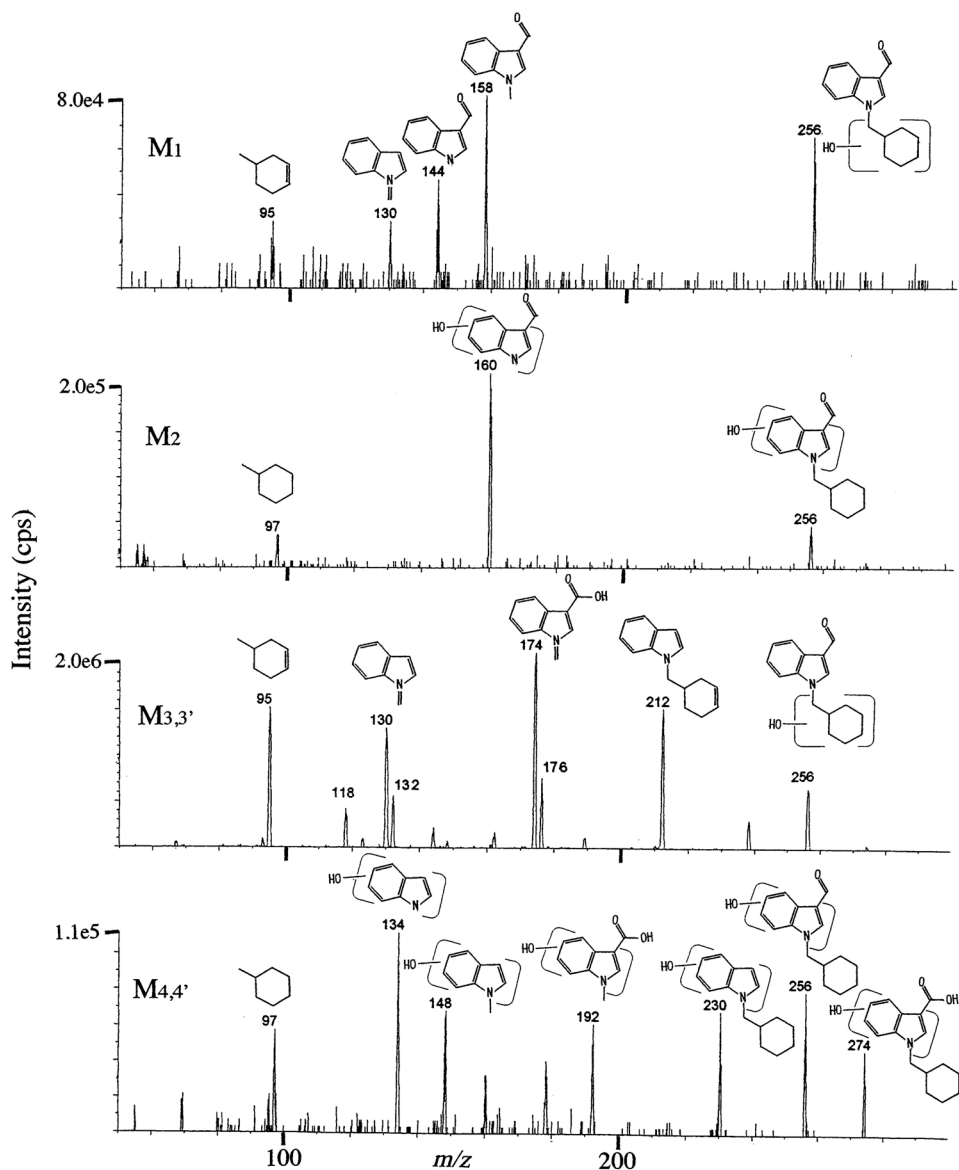 O
O
O
158
8.0e4
M1
N
256.
N
HO
144
N
N
95
130
O
HO
N
160
2.0e5
M2
O
HO
N
97
256
Intensity (cps)
O
OH
N
174
2.0e6
M3,3'
O
95
N
N
212
N
130
HO
118
132
176
256
HO
N
134
1.1e5
M4,4'
O
HO
N
O
OH
HO
N
148
HO
N
192
HO
N
230
256
O
OH
HO
N
274
97
100
m/z
200